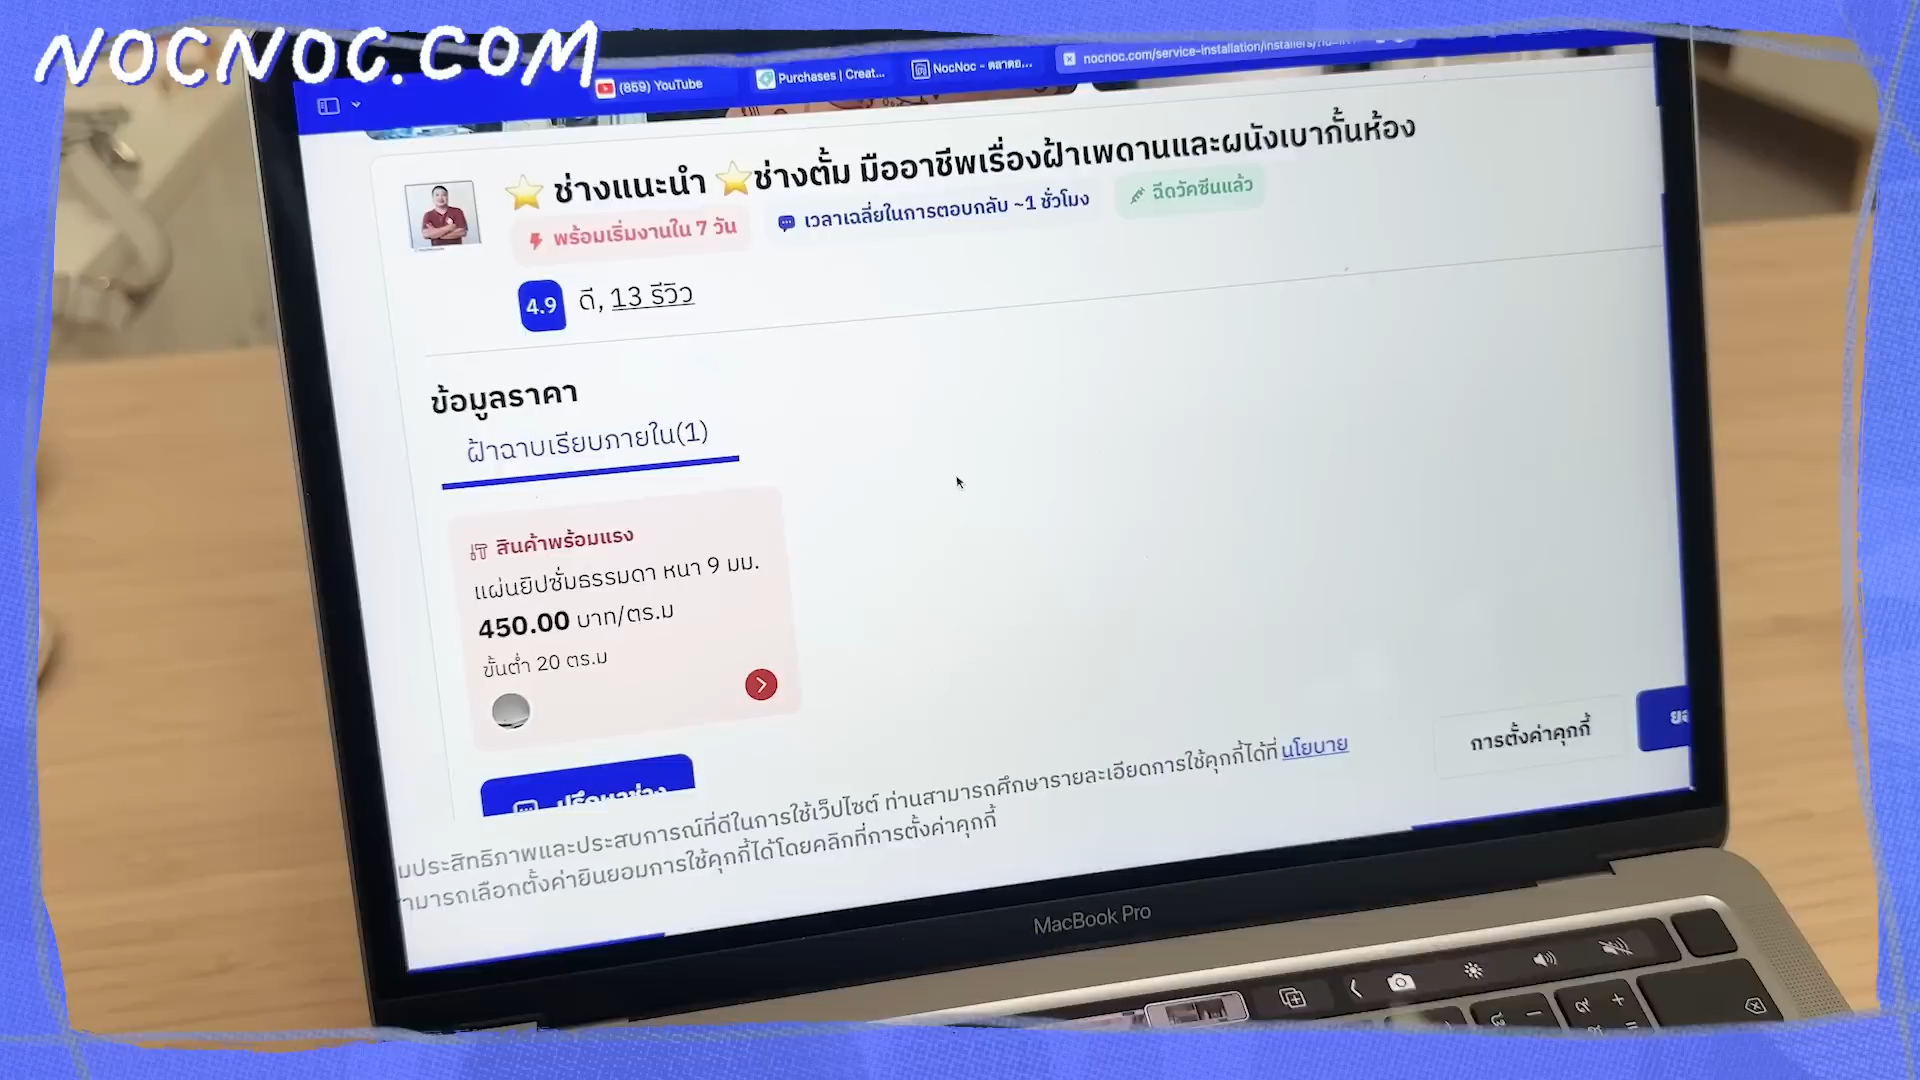 NOCNOC.COM
(859) YouTube
Purchases | Creat...
NocNoc - ตลาดอ...
nocnoc.com/service-installation/installers/
⭐ ช่างแนะนำ ⭐ช่างตั้ม มืออาชีพเรื่องฝ้าเพดานและผนังเบากั้นห้อง
พร้อมเริ่มงานใน 7 วัน
เวลาเฉลี่ยในการตอบกลับ ~1 ชั่วโมง
ฉีดวัคซีนแล้ว
4.9 ดี, 13 รีวิว
ข้อมูลราคา
ฝ้าฉาบเรียบภายใน(1)
สินค้าพร้อมแรง
แผ่นยิปซั่มธรรมดา หนา 9 มม.
450.00 บาท/ตร.ม
ขั้นต่ำ 20 ตร.ม
ปรึกษาช่าง
มประสิทธิภาพและประสบการณ์ที่ดีในการใช้เว็ปไซต์ ท่านสามารถศึกษารายละเอียดการใช้คุกกี้ได้ที่ นโยบาย
ามารถเลือกตั้งค่ายินยอมการใช้คุกกี้ได้โดยคลิกที่การตั้งค่าคุกกี้
การตั้งค่าคุกกี้
MacBook Pro